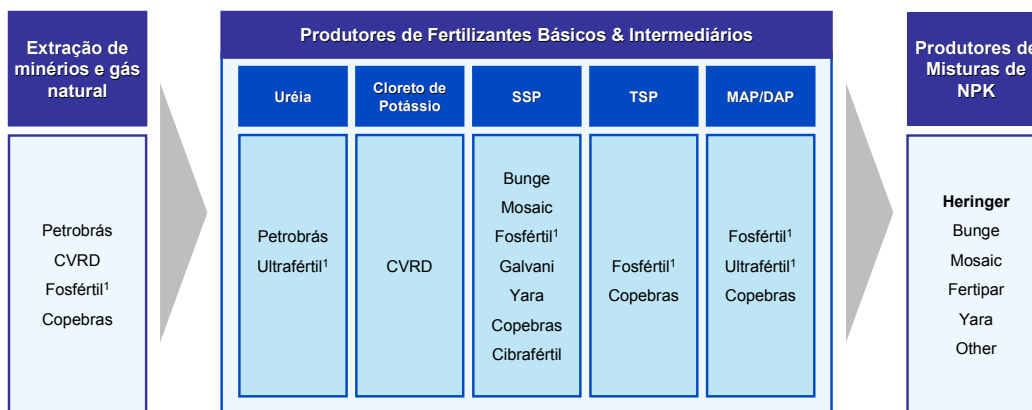 Extração de
minérios e gás
natural
Petrobrás
CVRD
Fosfértil¹
Copebras
Produtores de Fertilizantes Básicos & Intermediários
Uréia
Petrobrás
Ultrafértil¹
Cloreto de
Potássio
CVRD
SSP
Bunge
Mosaic
Fosfértil¹
Galvani
Yara
Copebras
Cibrafértil
TSP
Fosfértil¹
Copebras
MAP/DAP
Fosfértil¹
Ultrafértil¹
Copebras
Produtores de
Misturas de
NPK
Heringer
Bunge
Mosaic
Fertipar
Yara
Other